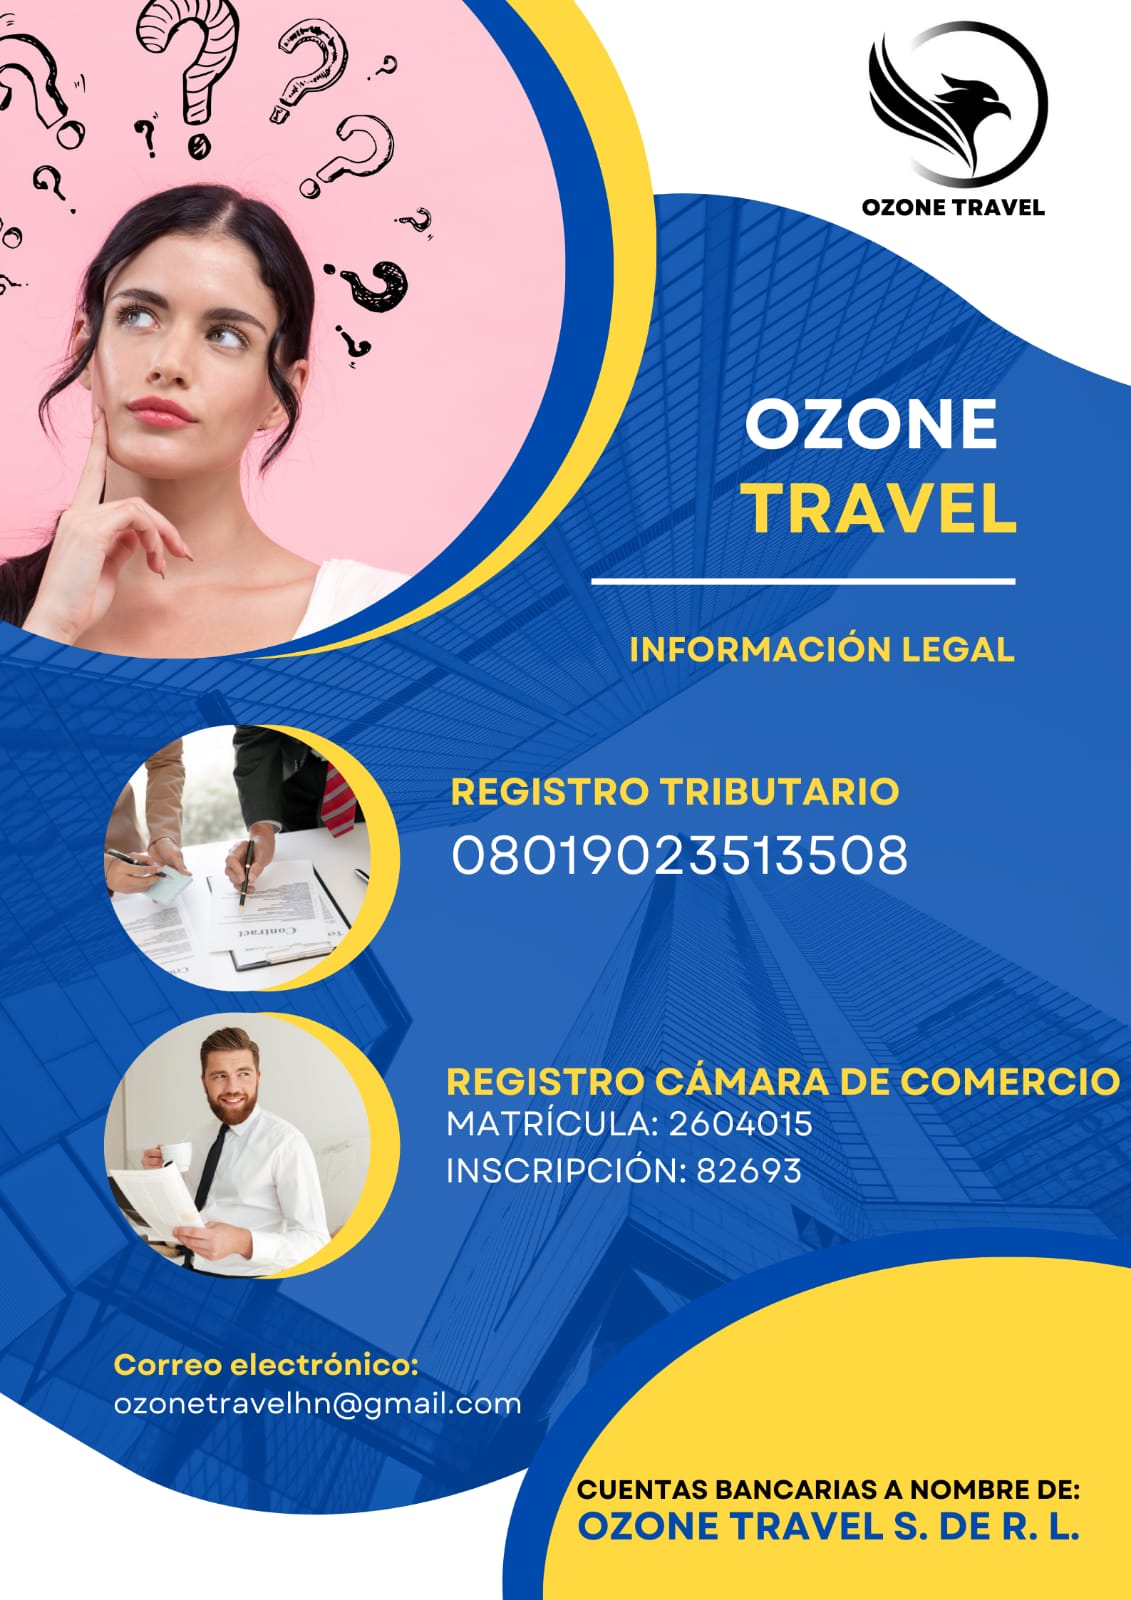 OZONE TRAVEL
OZONE
TRAVEL
INFORMACIÓN LEGAL
REGISTRO TRIBUTARIO
08019023513508
Contract
REGISTRO CÁMARA DE COMERCIO
MATRÍCULA: 2604015
INSCRIPCIÓN: 82693
Correo electrónico:
ozonetravelhn@gmail.com
CUENTAS BANCARIAS A NOMBRE DE:
OZONE TRAVEL S. DE R. L.